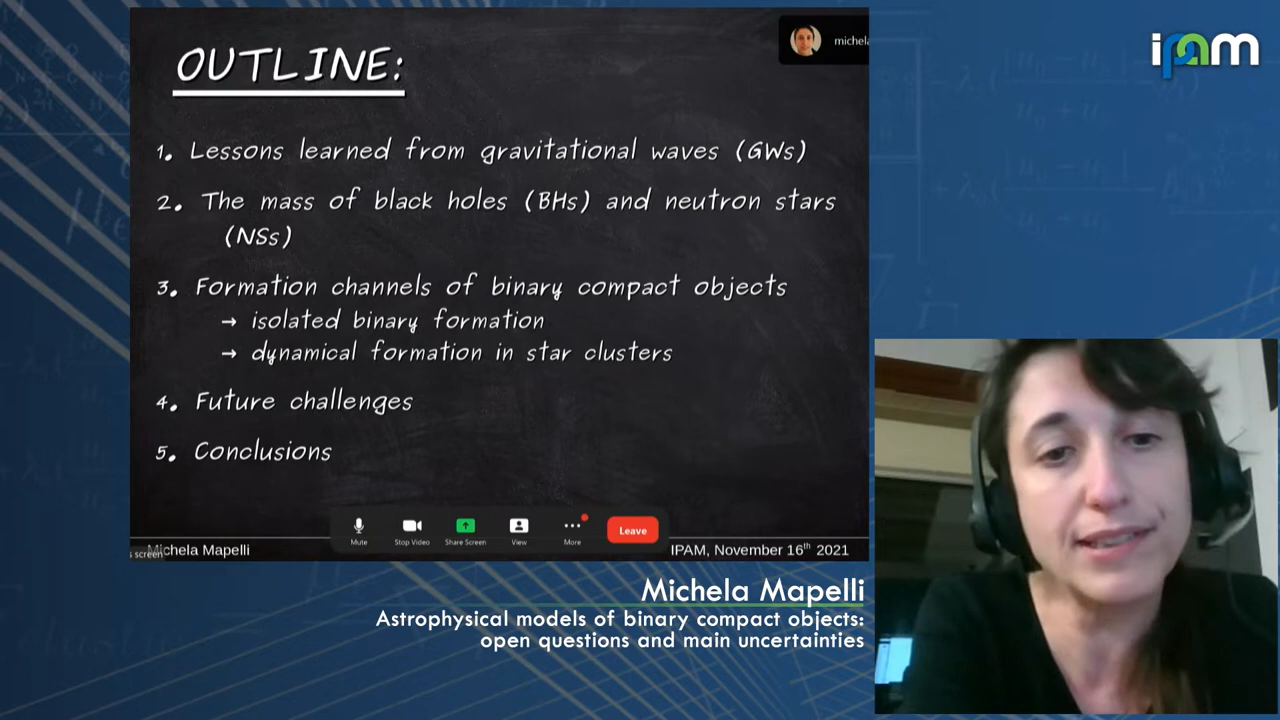 OUTLINE:
michela
ipam
1. Lessons learned from gravitational waves (GWs)
2. The mass of black holes (BHs) and neutron stars
(NSs)
3. Formation channels of binary compact objects
→ isolated binary formation
→ dynamical formation in star clusters
4. Future challenges
5. Conclusions
Mute
Stop Video
Share Screen
View
More
Leave
s screen
Michela Mapelli
IPAM, November 16th 2021
Michela Mapelli
Astrophysical models of binary compact objects:
open questions and main uncertainties